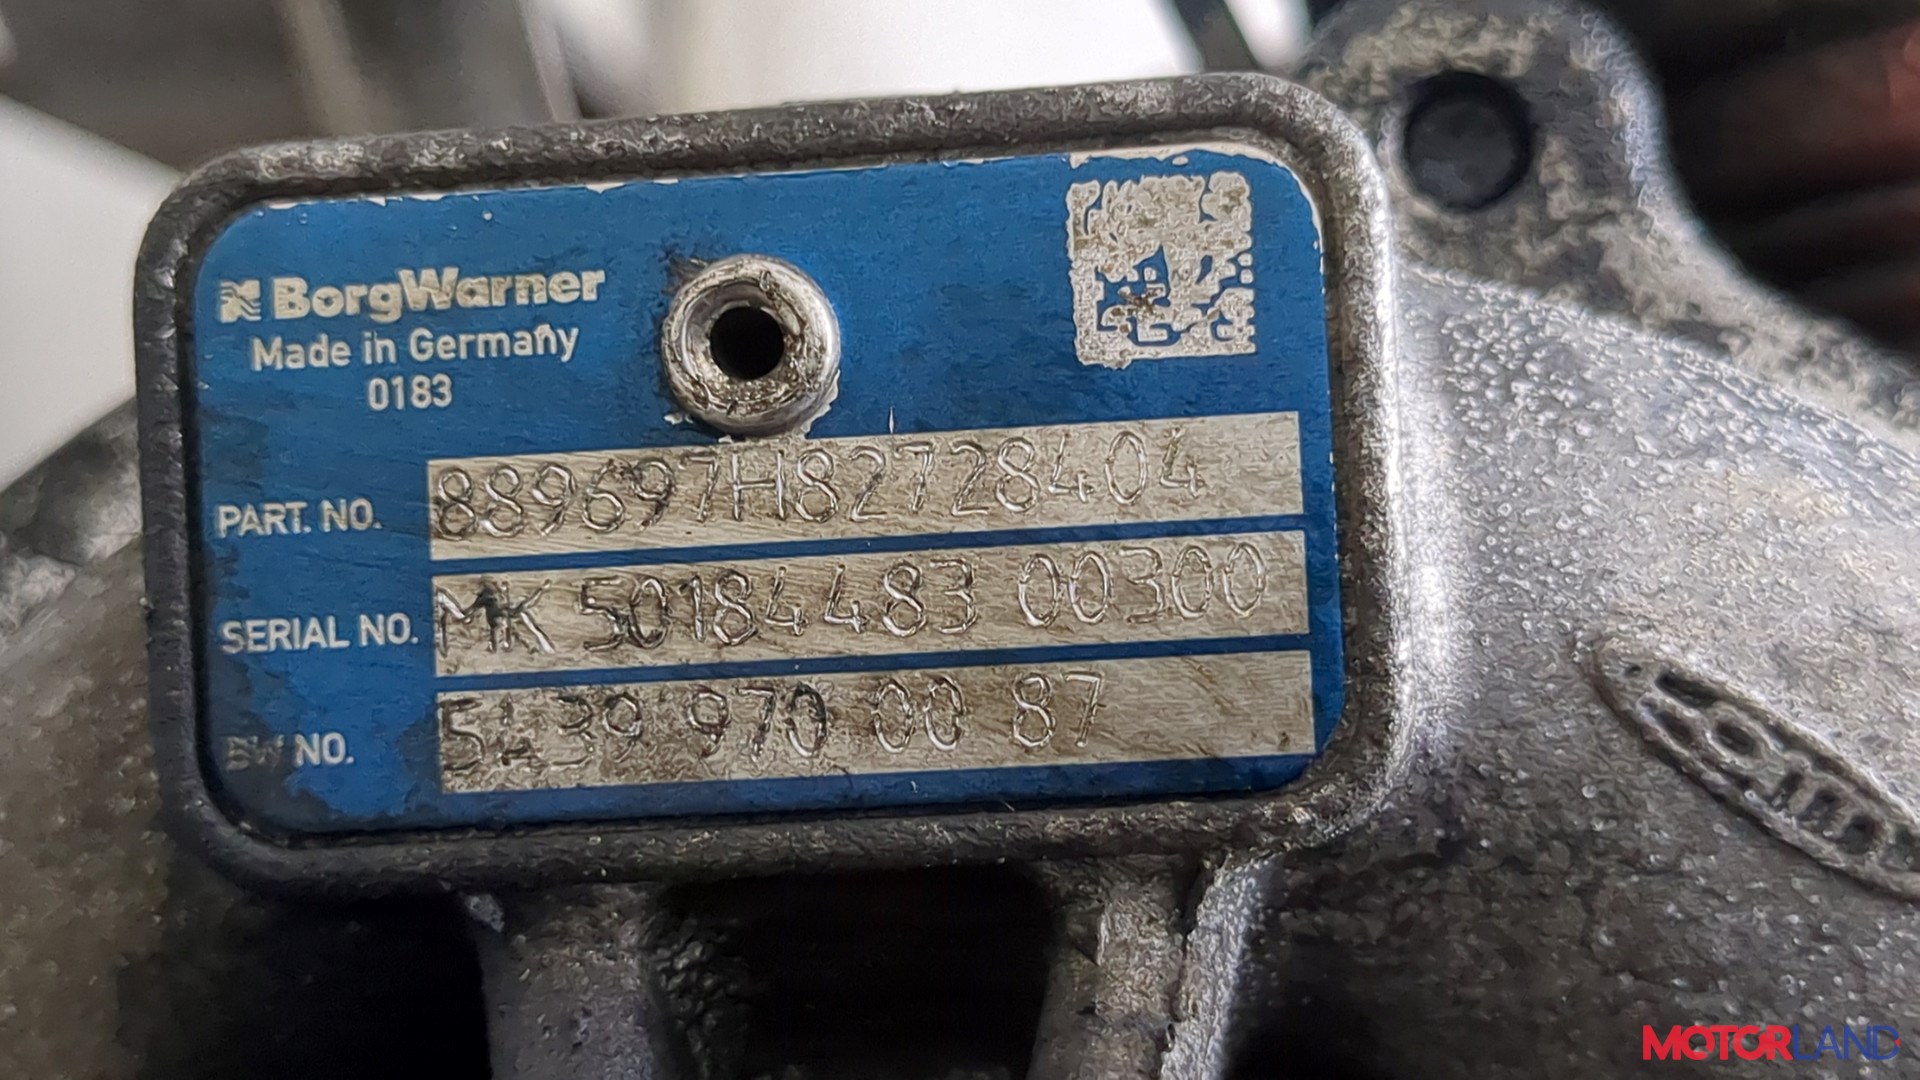 BorgWarner
Made in Germany
0183
PART. NO. 889697H82728404
SERIAL NO. MK 50184483 00300
BW NO. 5439 970 00 87
MOTORLAND